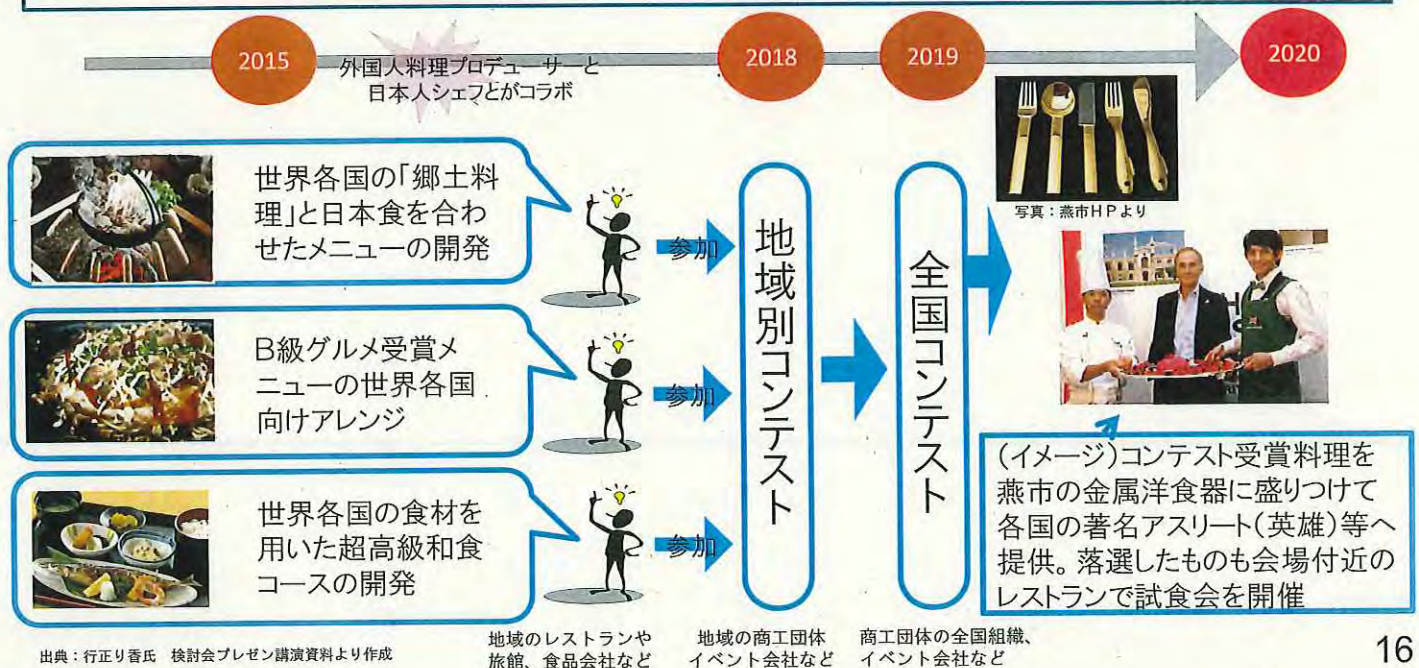 2015
外国人料理プロデューサーと
日本人シェフとがコラボ
2018
2019
2020
世界各国の「郷土料
理」と日本食を合わ
せたメニューの開発
参加
B級グルメ受賞メ
ニューの世界各国
向けアレンジ
参加
世界各国の食材を
用いた超高級和食
コースの開発
参加
地域別コンテスト
全国コンテスト
写真：燕市HPより
(イメージ)コンテスト受賞料理を
燕市の金属洋食器に盛りつけて
各国の著名アスリート(英雄)等へ
提供。落選したものも会場付近の
レストランで試食会を開催
地域のレストランや
旅館、食品会社など
地域の商工団体
イベント会社など
商工団体の全国組織、
イベント会社など
出典：行正り香氏　検討会プレゼン講演資料より作成
16